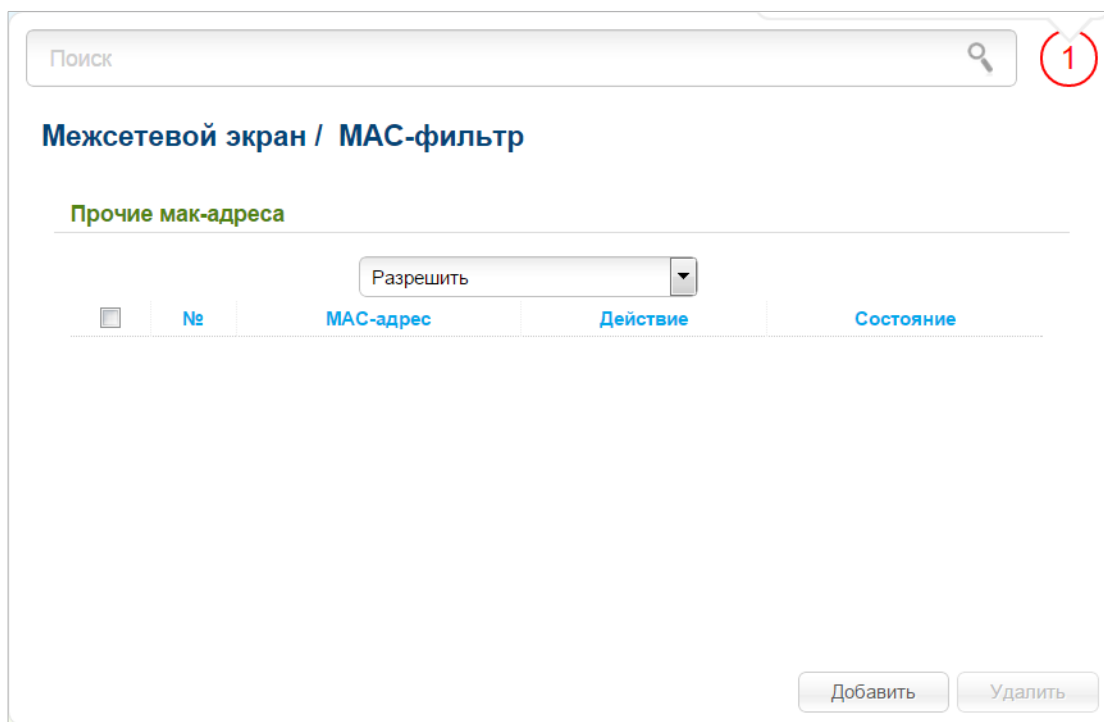 Поиск
1
Межсетевой экран / MAC-фильтр
Прочие мак-адреса
Разрешить
№ MAC-адрес Действие Состояние
Добавить Удалить